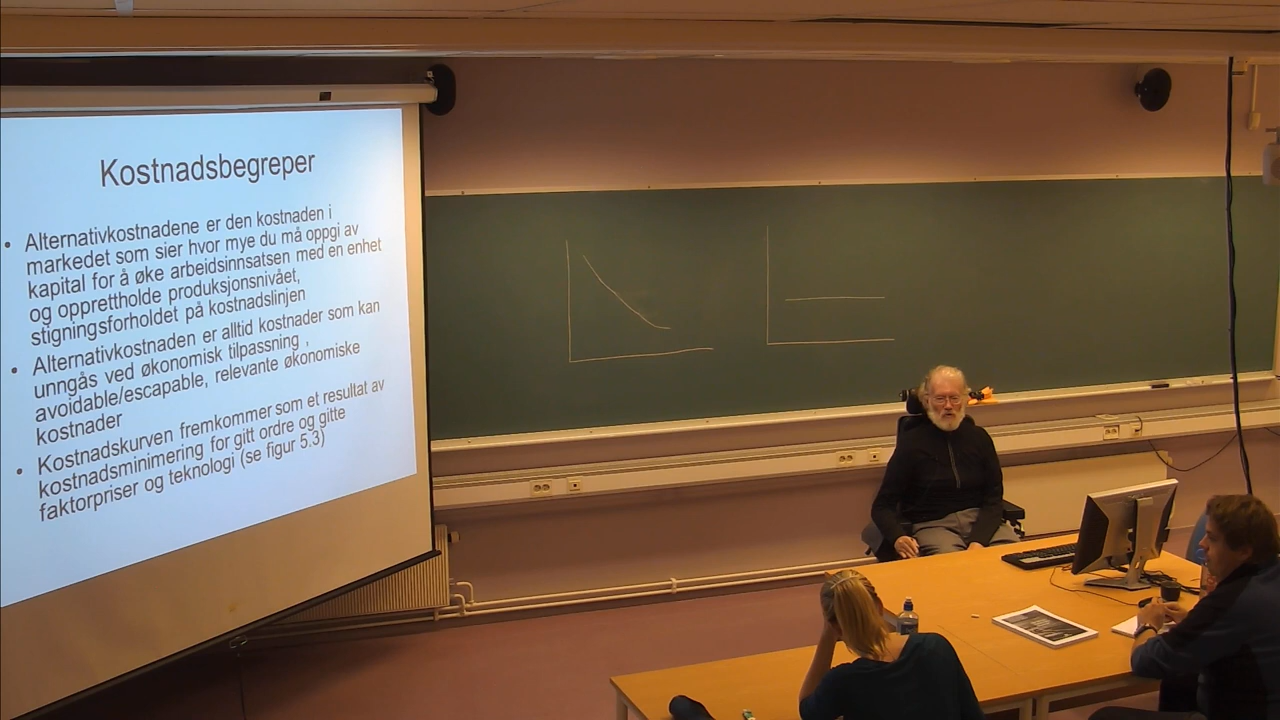 Kostnadsbegreper
• Alternativkostnadene er den kostnaden i
markedet som sier hvor mye du må oppgi av
kapital for å øke arbeidsinnsatsen med en enhet
og opprettholde produksjonsnivået,
stigningsforholdet på kostnadslinjen
• Alternativkostnaden er alltid kostnader som kan
unngås ved økonomisk tilpassning ,
avoidable/escapable, relevante økonomiske
kostnader
• Kostnadskurven fremkommer som et resultat av
kostnadsminimering for gitt ordre og gitte
faktorpriser og teknologi (se figur 5.3)